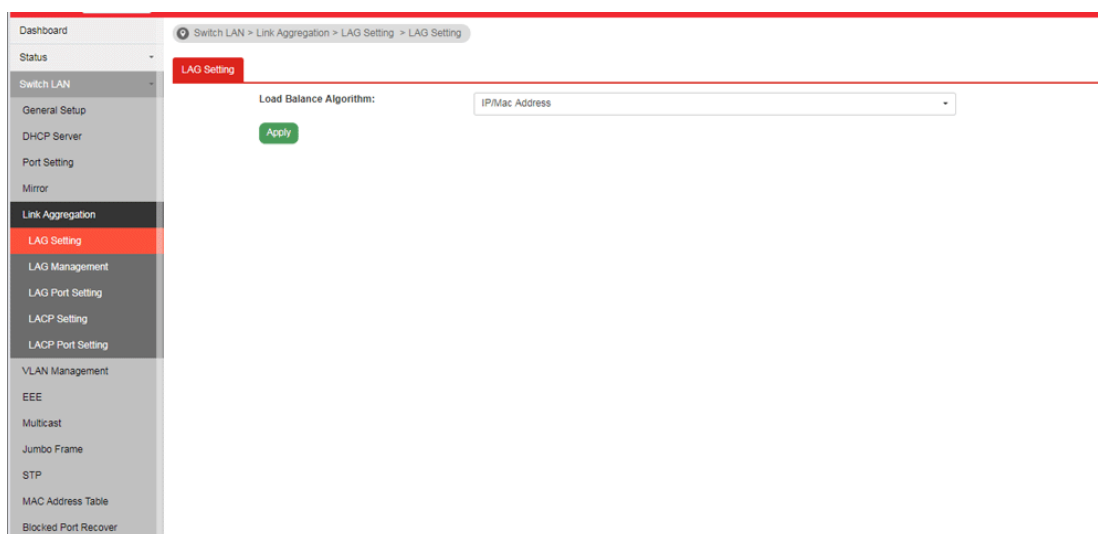 Dashboard
Status
Switch LAN
General Setup
DHCP Server
Port Setting
Mirror
Link Aggregation
LAG Setting
LAG Management
LAG Port Setting
LACP Setting
LACP Port Setting
VLAN Management
EEE
Multicast
Jumbo Frame
STP
MAC Address Table
Blocked Port Recover
Switch LAN > Link Aggregation > LAG Setting > LAG Setting
LAG Setting
Load Balance Algorithm: IP/Mac Address
Apply